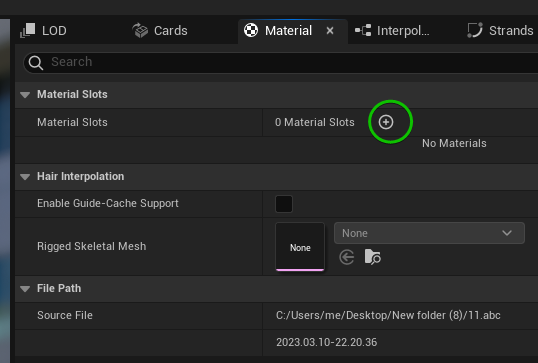 LOD Cards Material × Interpol... Strands
Search
Material Slots
Material Slots 0 Material Slots
No Materials
Hair Interpolation
Enable Guide-Cache Support
Rigged Skeletal Mesh None None
File Path
Source File C:/Users/me/Desktop/New folder (8)/11.abc
2023.03.10-22.20.36